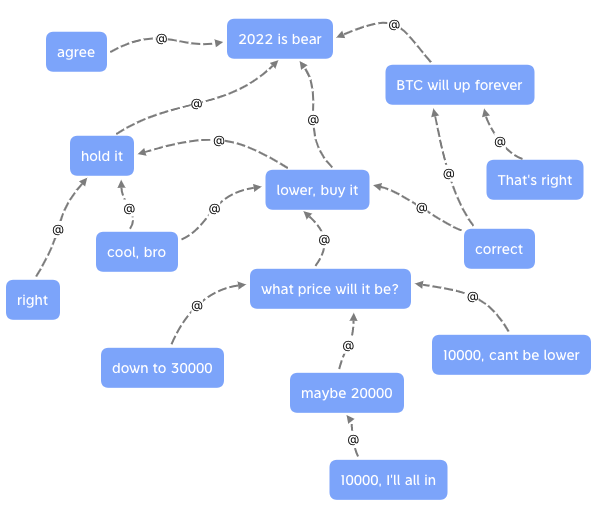 2022 is bear
@
@
agree
BTC will up forever
@
@
@
hold it
@
@
That's right
lower, buy it
@
@
@
@
@
cool, bro
correct
what price will it be?
right
@
@
@
10000, cant be lower
down to 30000
maybe 20000
@
10000, I'll all in